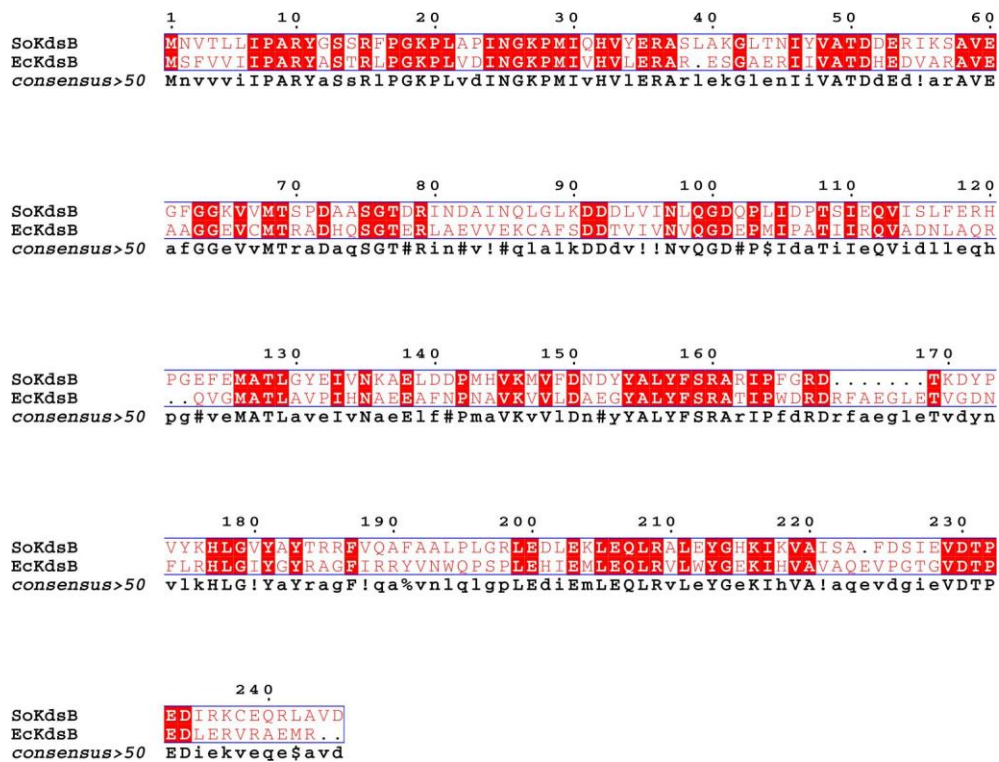 1 10 20 30 40 50 60
SoKdsB MNVTLLIPARYGSSRFPGKPLAPINGKPMIQHVYERASLAKGLTNIYVATDDERIKSAVE
EcKdsB MSFVVIIPARYASTRLPGKPLVDINGKPMIVHVLERAR.ESGAERIIVATDHEDVARAVE
consensus>50 MnvvviIPARYaSsRlPGKPLvdINGKPMIvHVlERArlekGlenIiVATDdEd!arAVE
70 80 90 100 110 120
SoKdsB GFGGKVVMTSPDAASGTDRINDAINQLGLKDDDLVINLQGDQPLIDPTSIEQVISLFERH
EcKdsB AAGGEVCMTRADHQSGTERLAEVVEKCAFSDDTVIVNVQGDEPMIPATIIRQVADNLAQR
consensus>50 afGGeVvMTraDaqSGT#Rin#v!#qlalkDDdv!!NvQGD#P$IdaTiIeQVidlleqh
130 140 150 160 170
SoKdsB PGEFEMATLGYEIVNKAELDDPMHVKMVFDNDYYALYFSRARIPFGRD.......TKDYP
EcKdsB ..QVGMATLAVPIHNAEEAFNPNAVKVVLDAEGYALYFSRATIPWDRDRFAEGLETVGDN
consensus>50 pg#veMATLaveIvNaeElf#PmaVKvVlDn#yYALYFSRArIPfdRDrfaegleTvdyn
180 190 200 210 220 230
SoKdsB VYKHLGVYAYTRRFVQAFAALPLGRLEDLEKLEQLRALEYGHKIKVAISA.FDSIEVDTP
EcKdsB FLRHLGIYGYRAGFIRRYVNWQPSPLEHIEMLEQLRVLWYGEKIHVAVAQEVPGTGVDTP
consensus>50 vlkHLG!YaYragF!qa%vnlqlgpLEdiEmLEQLRvLeYGeKIhVA!aqevdgieVDTP
240
SoKdsB EDIRKCEQRLAVD
EcKdsB EDLERVRAEMR..
consensus>50 EDiekveqe$avd